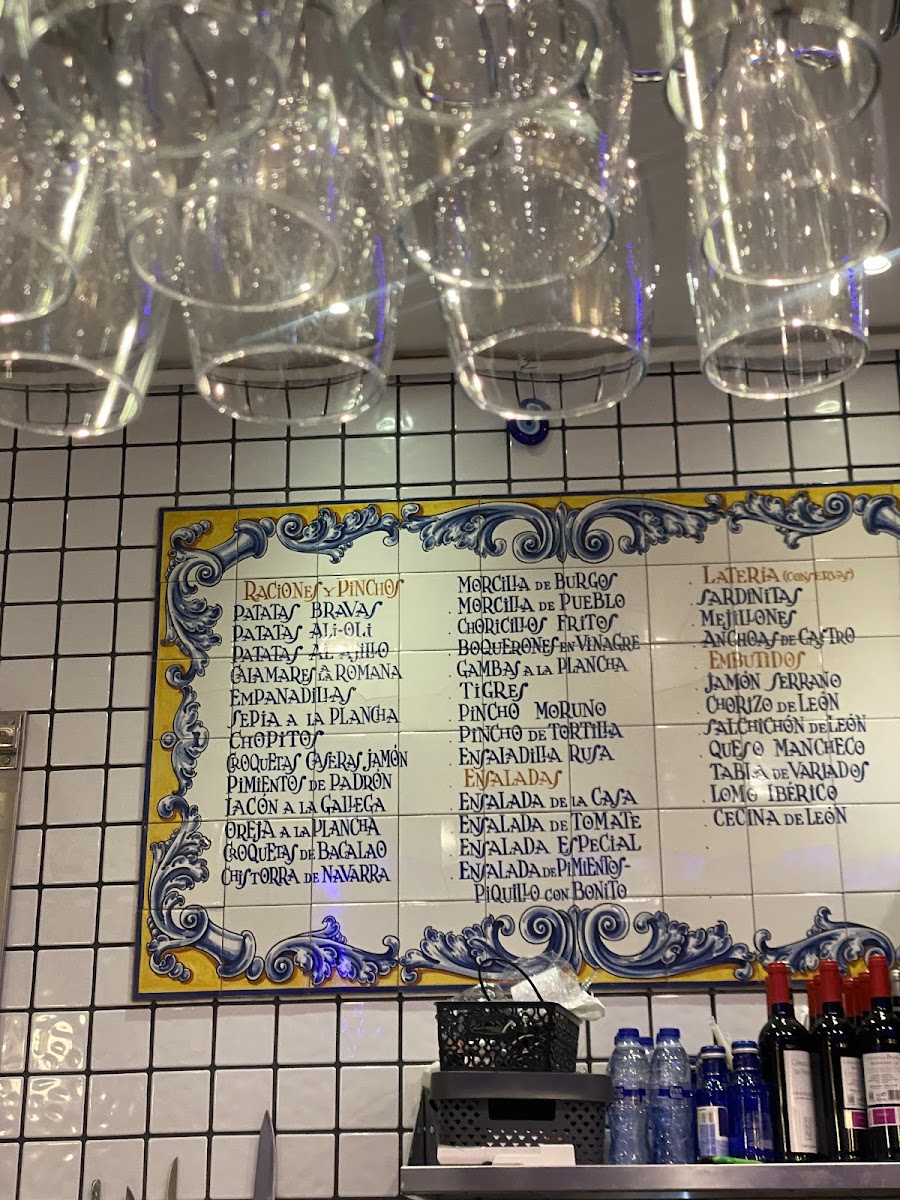 RACIONES Y PINCHOS
PATATAS BRAVAS
PATATAS ALI-OLI
PATATAS AL AJILLO
CALAMARES A LA ROMANA
EMPANADILLAS
SEPIA A LA PLANCHA
CHOPITOS
CROQUETAS CASERAS JAMÓN
PIMIENTOS DE PADRÓN
LACÓN A LA GALLEGA
OREJA A LA PLANCHA
CROQUETAS DE BACALAO
CHISTORRA DE NAVARRA
MORCILLA DE BURGOS
. MORCILLA DE PUEBLO
CHORICILLOS FRITOS
. BOQUERONES EN VINAGRE
. GAMBAS A LA PLANCHA
. TIGRES
. PINCHO MORUNO
. PINCHO DE TORTILLA
. ENSALADILLA RUSA
ENSALADAS
. ENSALADA DE LA CASA
. ENSALADA DE TOMATE
. ENSALADA ESPECIAL
. ENSALADA DE PIMIENTOS-
PIQUILLO CON BONITO
LATERÍA (CONSERVAS)
. SARDINITAS
. MEJILLONES
. ANCHOAS DE CASTRO
EMBUTIDOS
. JAMÓN SERRANO
. CHORIZO DE LEÓN
. SALCHICHÓN DE LEÓN
. QUESO MANCHEGO
. TABLA DE VARIADOS
. LOMO IBÉRICO
. CECINA DE LEÓN